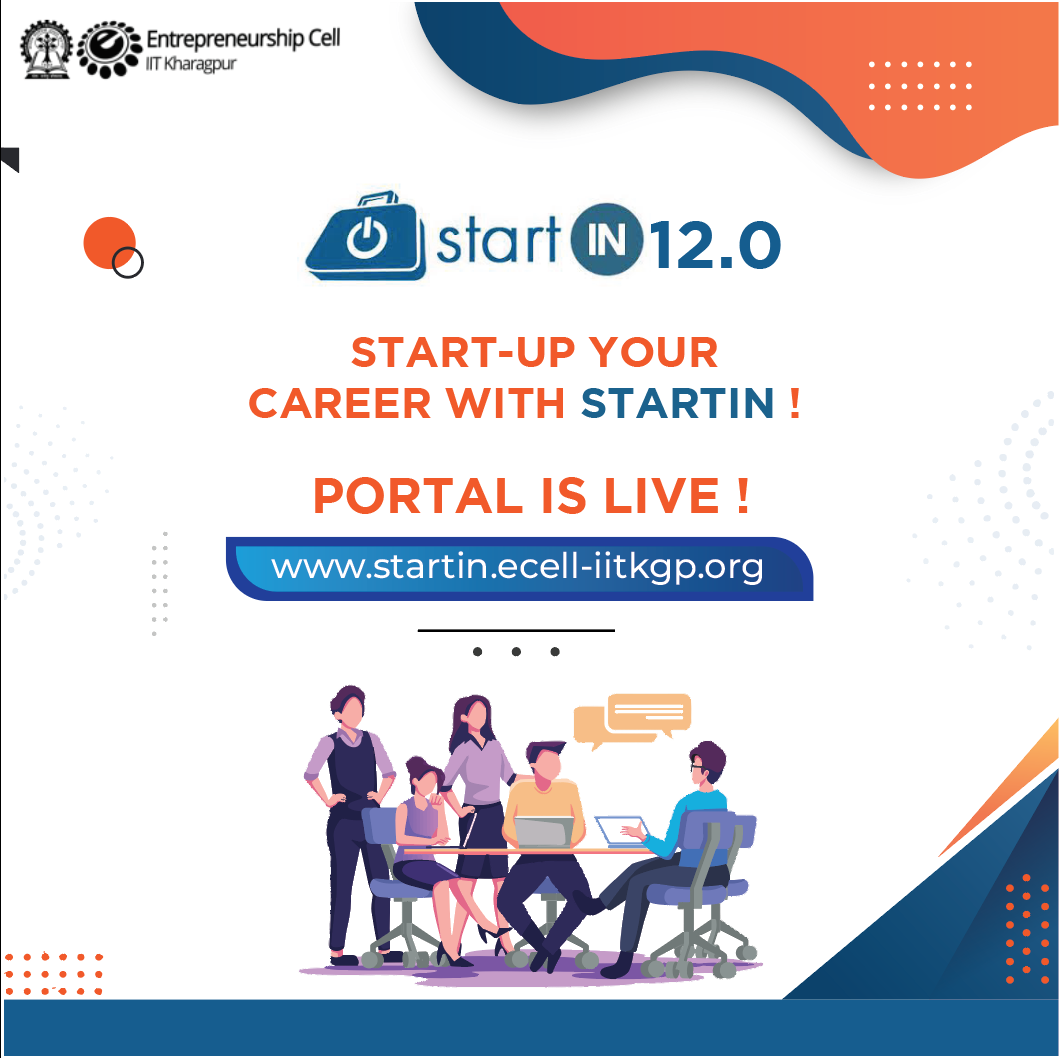 Entrepreneurship Cell
IIT Kharagpur
start IN 12.0
START-UP YOUR
CAREER WITH STARTIN !
PORTAL IS LIVE !
www.startin.ecell-iitkgp.org